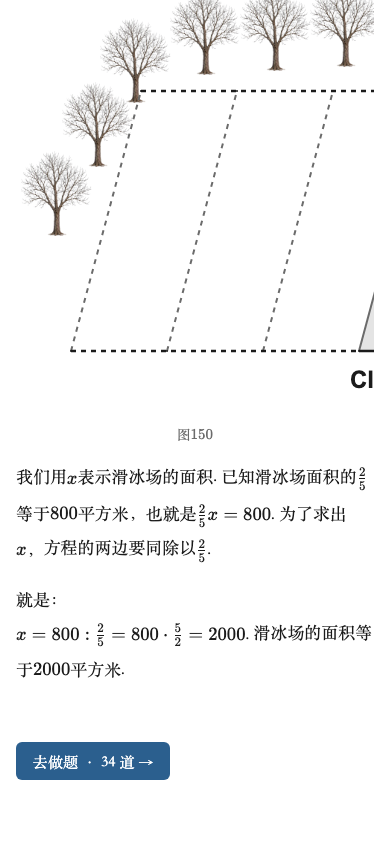 Cl
图150
我们用x表示滑冰场的面积. 已知滑冰场面积的2/5
等于800平方米，也就是2/5x = 800. 为了求出
x，方程的两边要同除以2/5.
就是：
x = 800 : 2/5 = 800 · 5/2 = 2000. 滑冰场的面积等
于2000平方米.
去做题 · 34 道 →